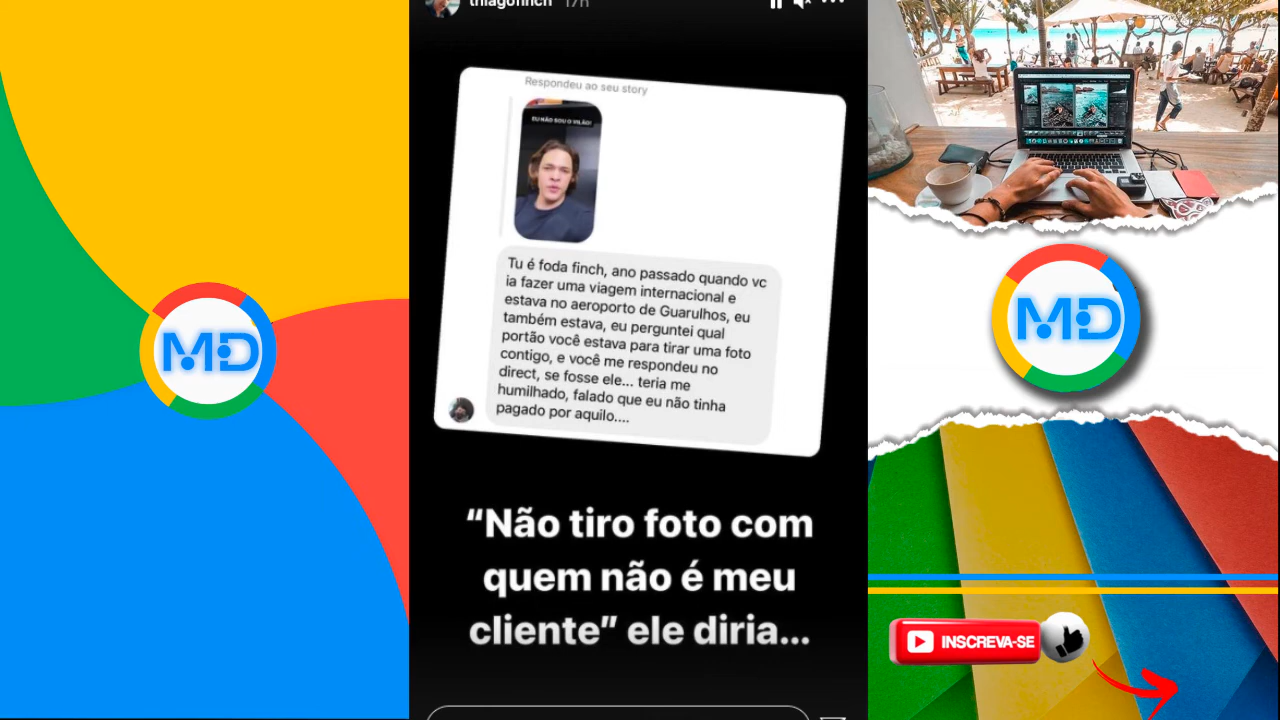 thiagofinch 17h
Respondeu ao seu story
EU NÃO SOU O VILÃO!
Tu é foda finch, ano passado quando vc
ia fazer uma viagem internacional e
estava no aeroporto de Guarulhos, eu
também estava, eu perguntei qual
portão você estava para tirar uma foto
contigo, e você me respondeu no
direct, se fosse ele... teria me
humilhado, falado que eu não tinha
pagado por aquilo....
“Não tiro foto com
quem não é meu
cliente” ele diria...
MD
MD
INSCREVA-SE